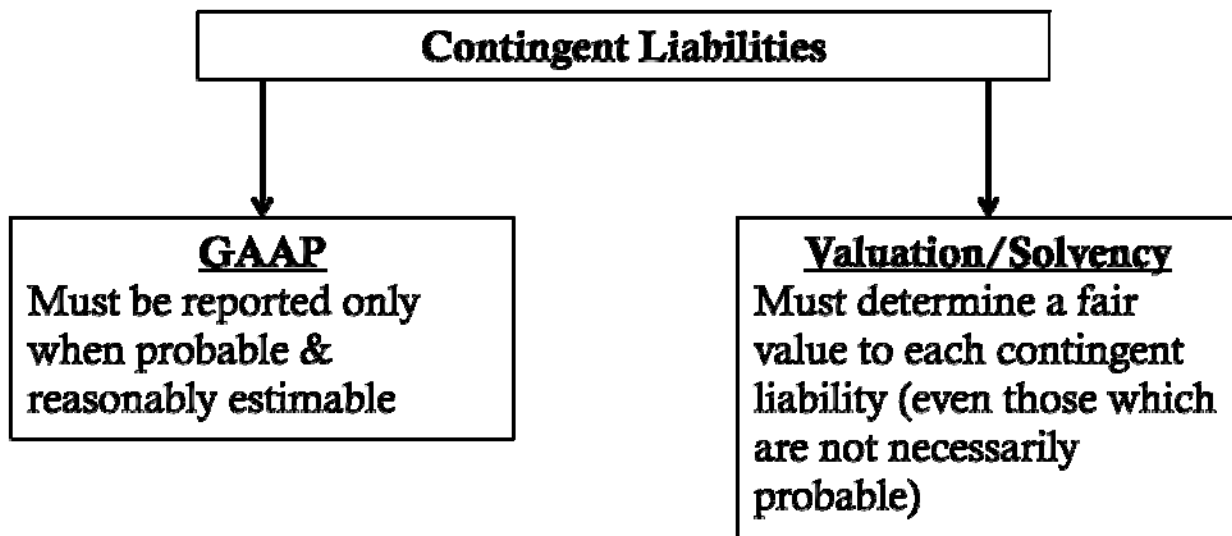 Contingent Liabilities
GAAP
Must be reported only
when probable &
reasonably estimable
Valuation/Solvency
Must determine a fair
value to each contingent
liability (even those which
are not necessarily
probable)